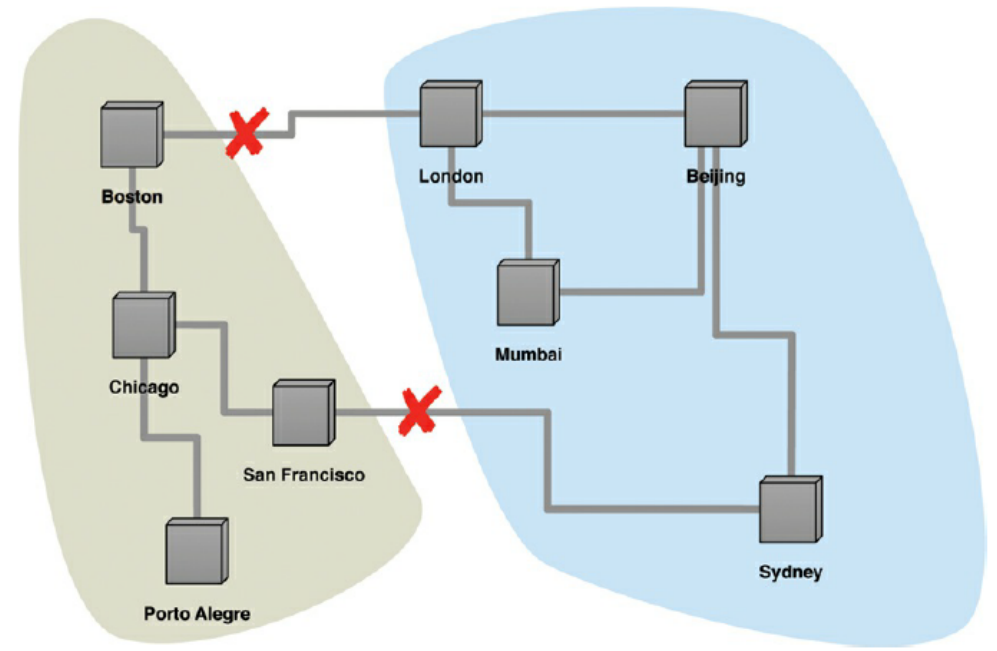 Boston
London
Beijing
Mumbai
Chicago
San Francisco
Sydney
Porto Alegre